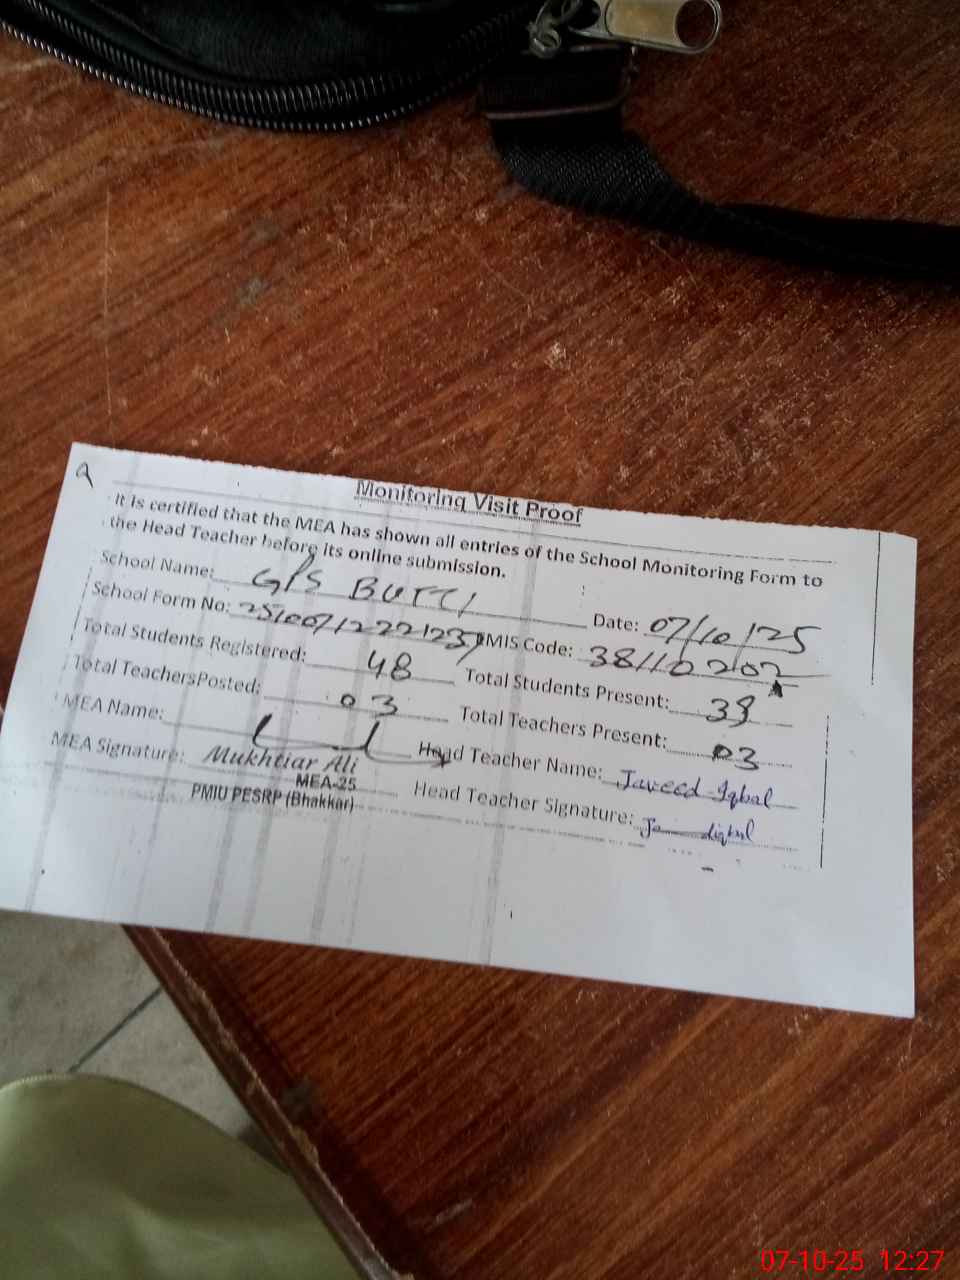 Monitoring Visit Proof
It is certified that the MEA has shown all entries of the School Monitoring Form to
the Head Teacher before its online submission.
School Name: GPS BUTTI Date: 07/10/25
School Form No: EMIS Code: 38110202
Total Students Registered: 48 Total Students Present: 39
Total TeachersPosted: 03 Total Teachers Present: 03
MEA Name: Head Teacher Name: Javeed Iqbal
MEA Signature: Mukhtiar Ali Head Teacher Signature:
MEA-25
PMIU PESRP (Bhakkar)
07-10-25 12:27